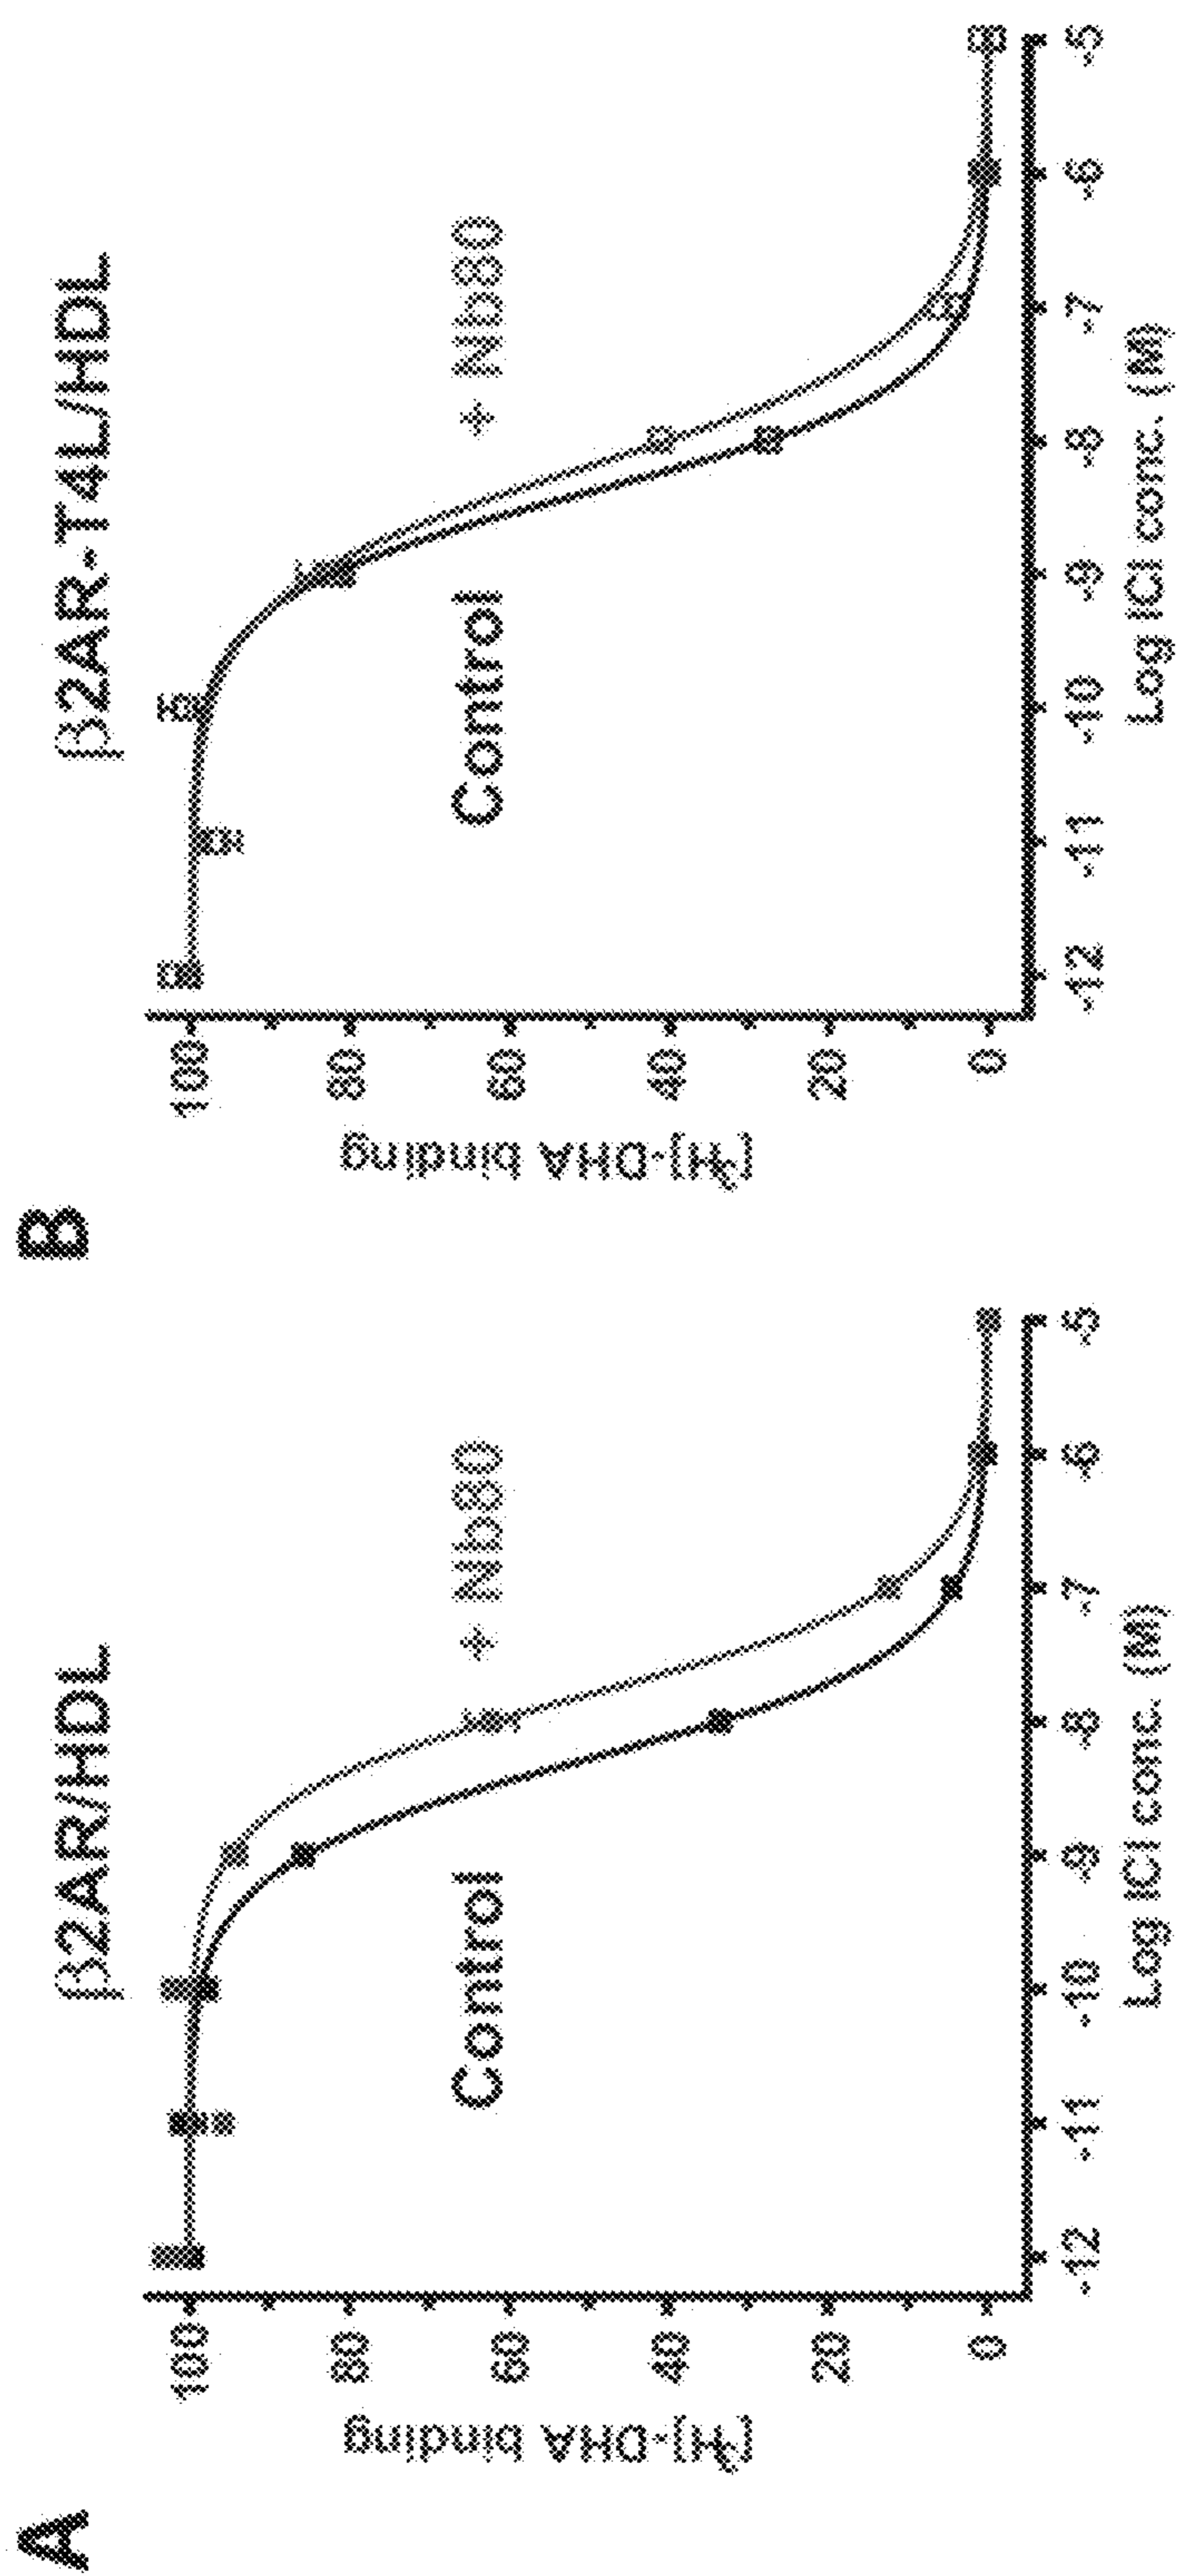 A
β2AR/HDL
[³H]-DHA binding
100
80
60
40
20
0
Control
+ Nb80
-12 -11 -10 -9 -8 -7 -6 -5
Log ICI conc. (M)
B
β2AR-T4L/HDL
[³H]-DHA binding
100
80
60
40
20
0
Control
+ Nb80
-12 -11 -10 -9 -8 -7 -6 -5
Log ICI conc. (M)